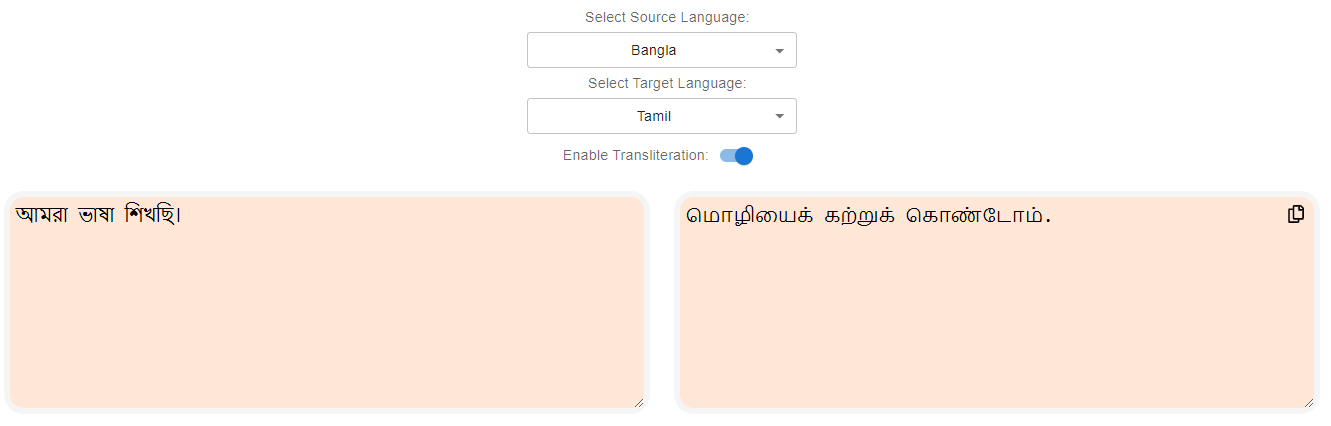 Select Source Language:
Bangla
Select Target Language:
Tamil
Enable Transliteration:
আমরা ভাষা শিখছি।
மொழியைக் கற்றுக் கொண்டோம்.